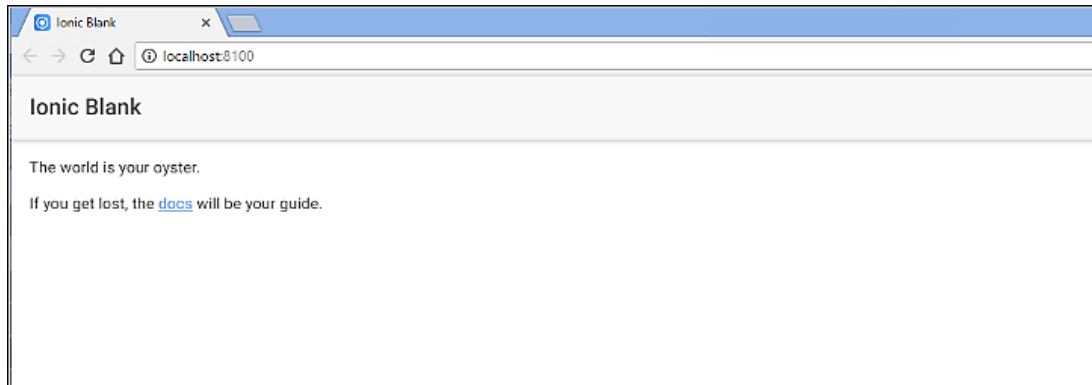 Ionic Blank
localhost:8100
Ionic Blank
The world is your oyster.
If you get lost, the docs will be your guide.